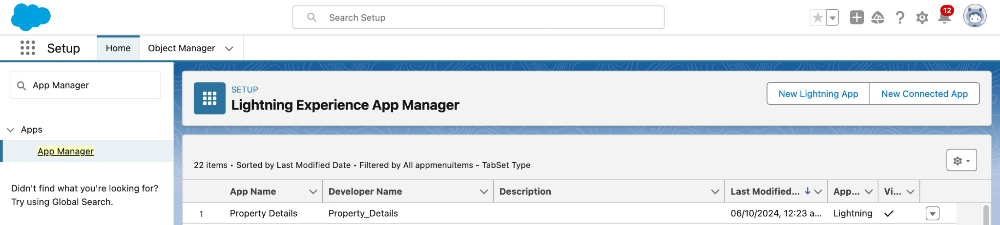 Search Setup
12
Setup
Home
Object Manager
App Manager
Apps
App Manager
Didn't find what you're looking for?
Try using Global Search.
SETUP
Lightning Experience App Manager
New Lightning App
New Connected App
22 items • Sorted by Last Modified Date • Filtered by All appmenuitems - TabSet Type
App Name Developer Name Description Last Modified... App... Vi...
1 Property Details Property_Details 06/10/2024, 12:23 a... Lightning